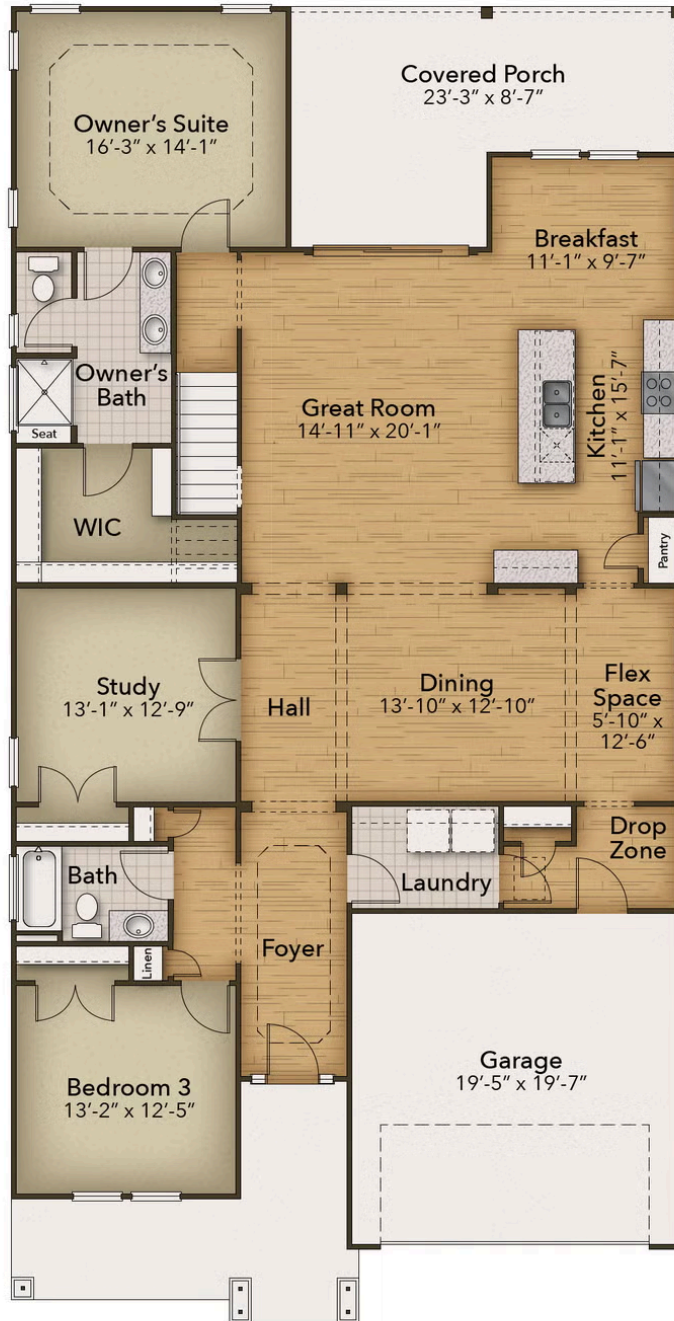 Covered Porch
23'-3" x 8'-7"
Owner's Suite
16'-3" x 14'-1"
Breakfast
11'-1" x 9'-7"
Owner's
Bath
Seat
Great Room
14'-11" x 20'-1"
Kitchen
11'-1" x 15'-7"
WIC
Pantry
Study
13'-1" x 12'-9"
Hall
Dining
13'-10" x 12'-10"
Flex
Space
5'-10" x
12'-6"
Drop
Zone
Bath
Laundry
Linen
Foyer
Bedroom 3
13'-2" x 12'-5"
Garage
19'-5" x 19'-7"